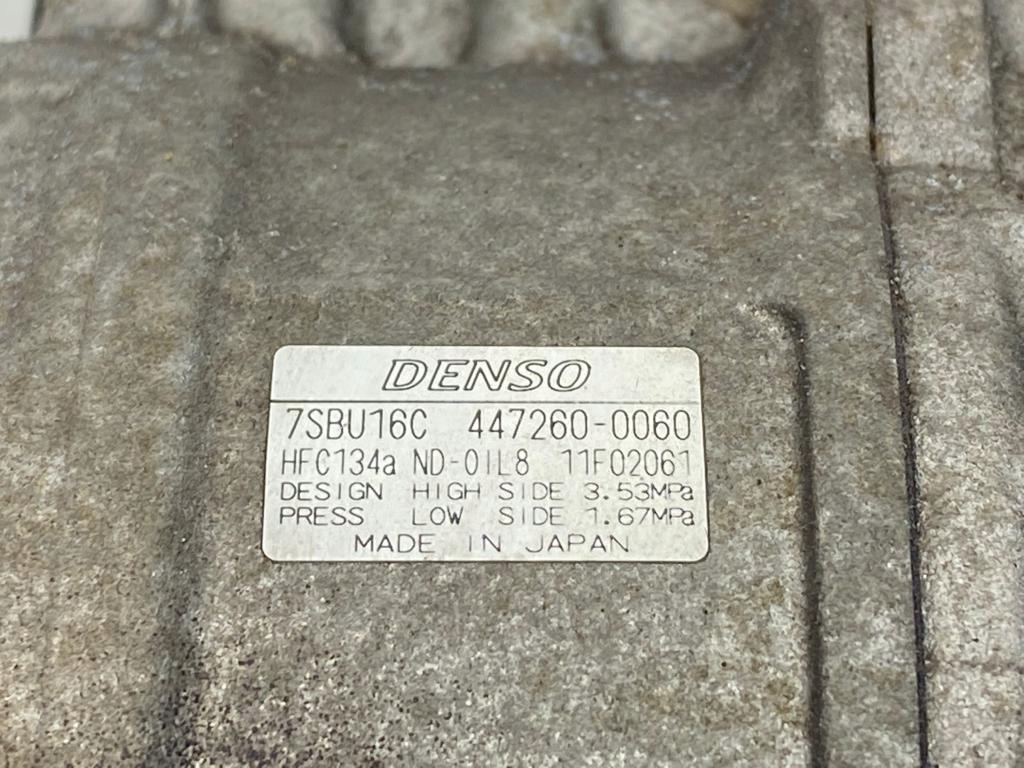 DENSO
7SBU16C 447260-0060
HFC134a ND-OIL8 11F02061
DESIGN HIGH SIDE 3.53MPa
PRESS LOW SIDE 1.67MPa
MADE IN JAPAN